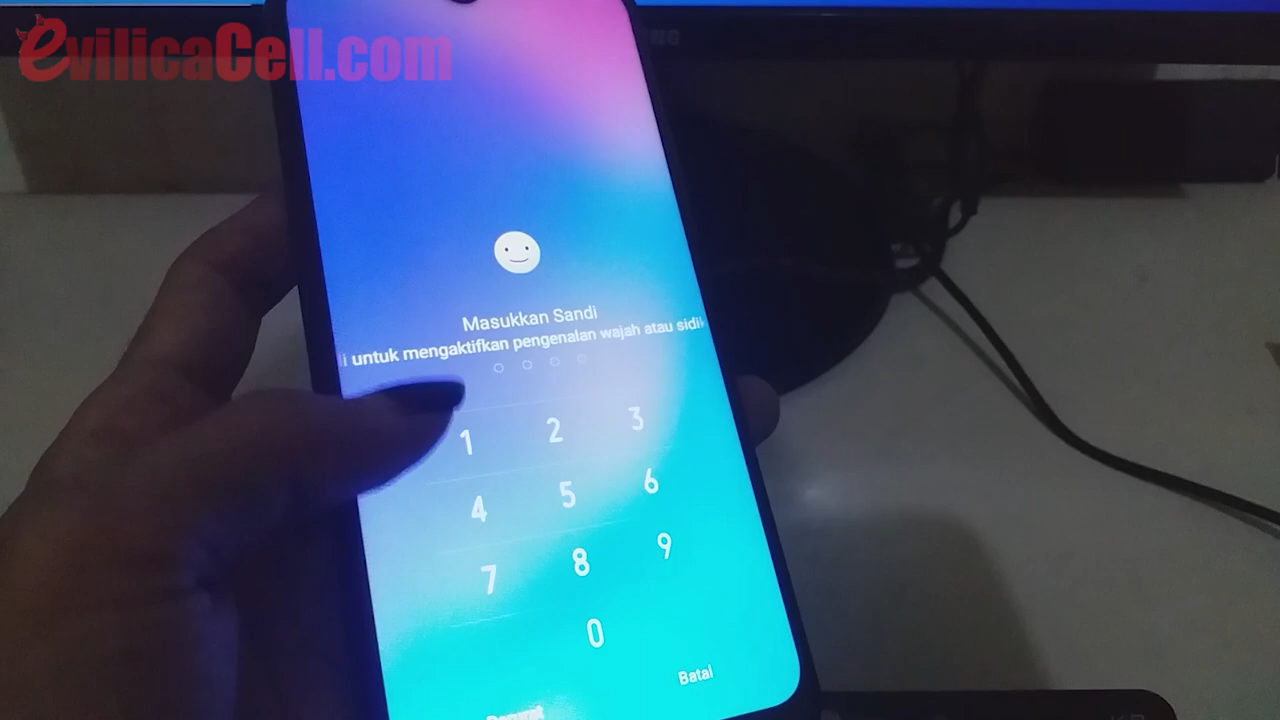 evilicaCell.com
Masukkan Sandi
untuk mengaktifkan pengenalan wajah atau
1 2 3
4 5 6
7 8 9
0
Batal